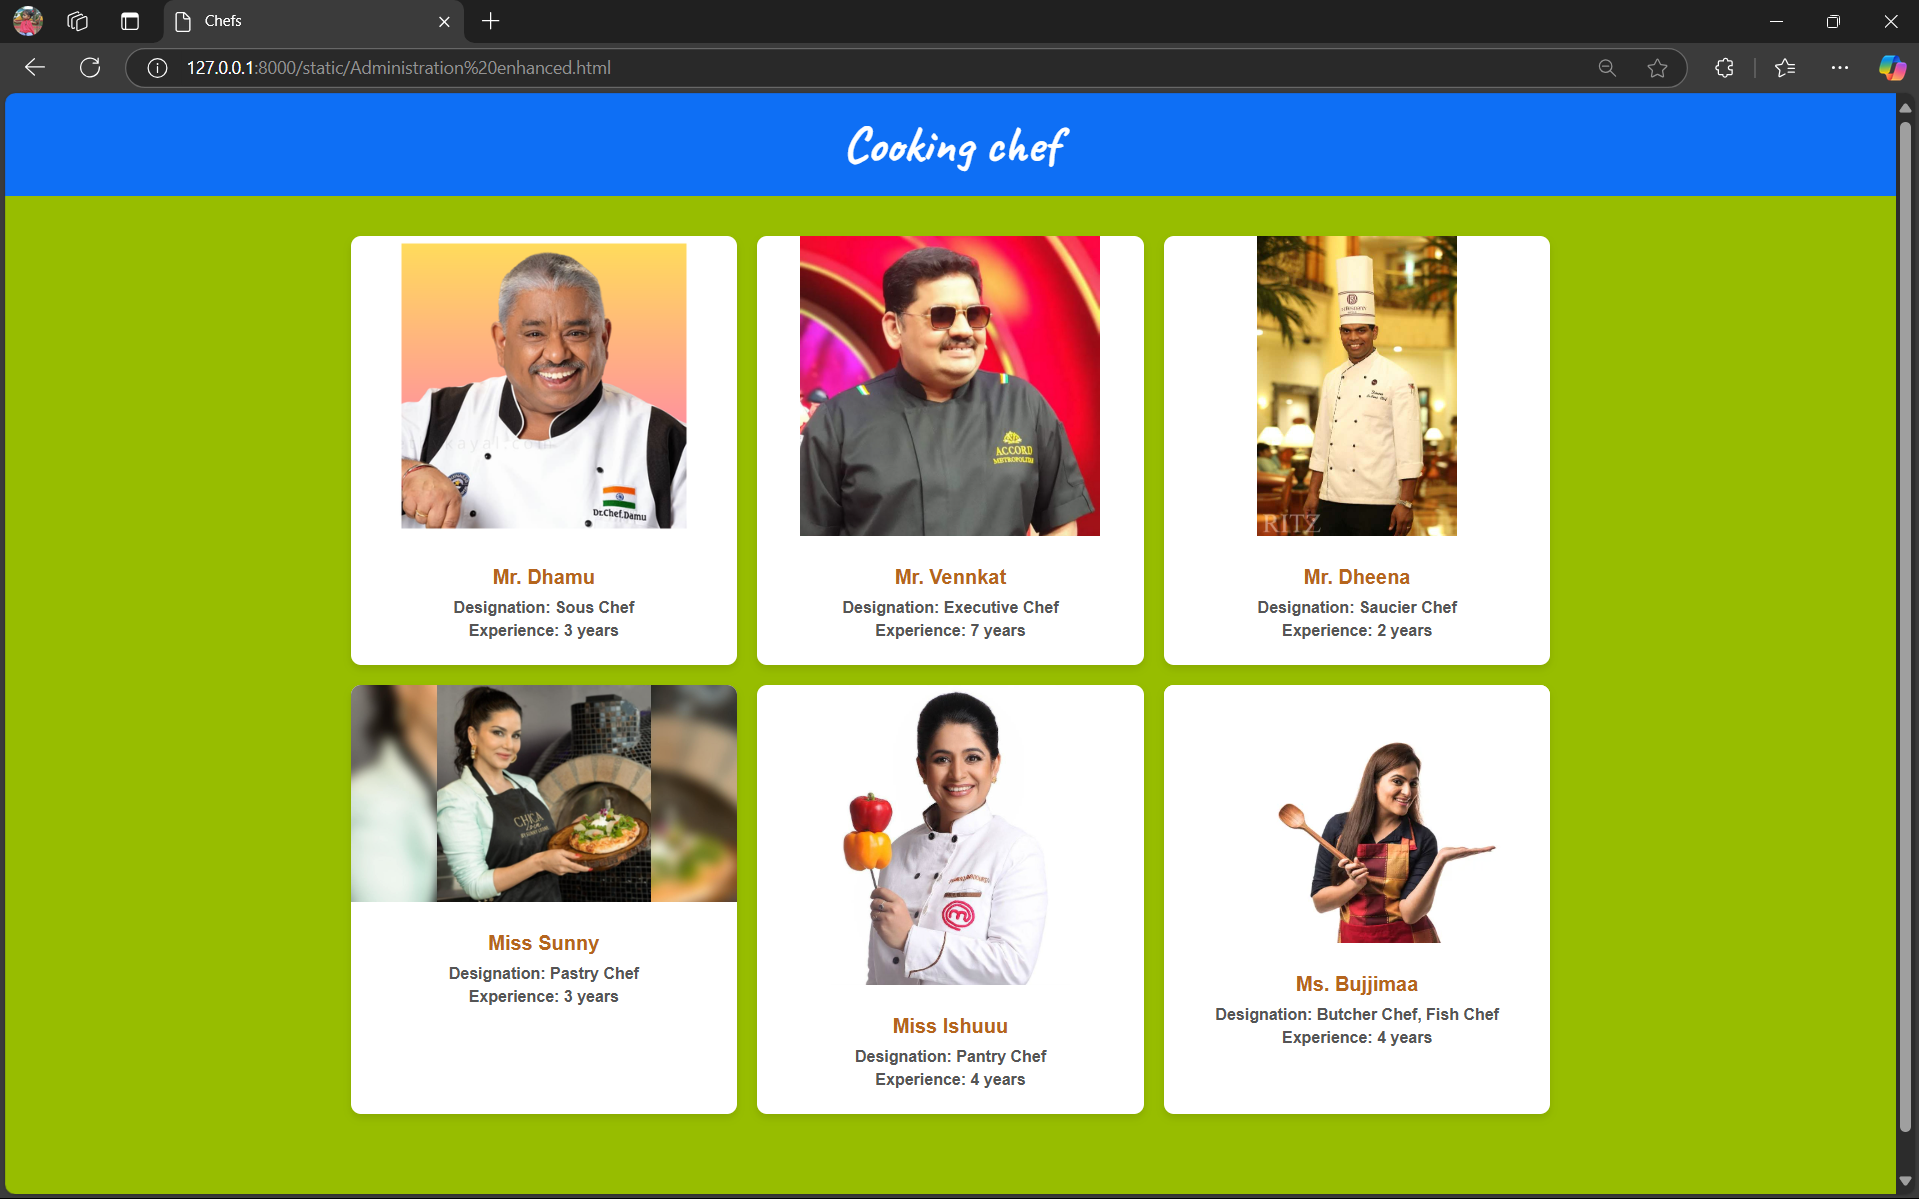 Chefs
127.0.0.1:8000/static/Administration%20enhanced.html
Cooking chef
Dr.Chef.Damu
ACCORD
METROPOLITAN
RITZ
Mr. Dhamu
Designation: Sous Chef
Experience: 3 years
Mr. Vennkat
Designation: Executive Chef
Experience: 7 years
Mr. Dheena
Designation: Saucier Chef
Experience: 2 years
CHICA
Miss Sunny
Designation: Pastry Chef
Experience: 3 years
Miss Ishuuu
Designation: Pantry Chef
Experience: 4 years
Ms. Bujjimaa
Designation: Butcher Chef, Fish Chef
Experience: 4 years